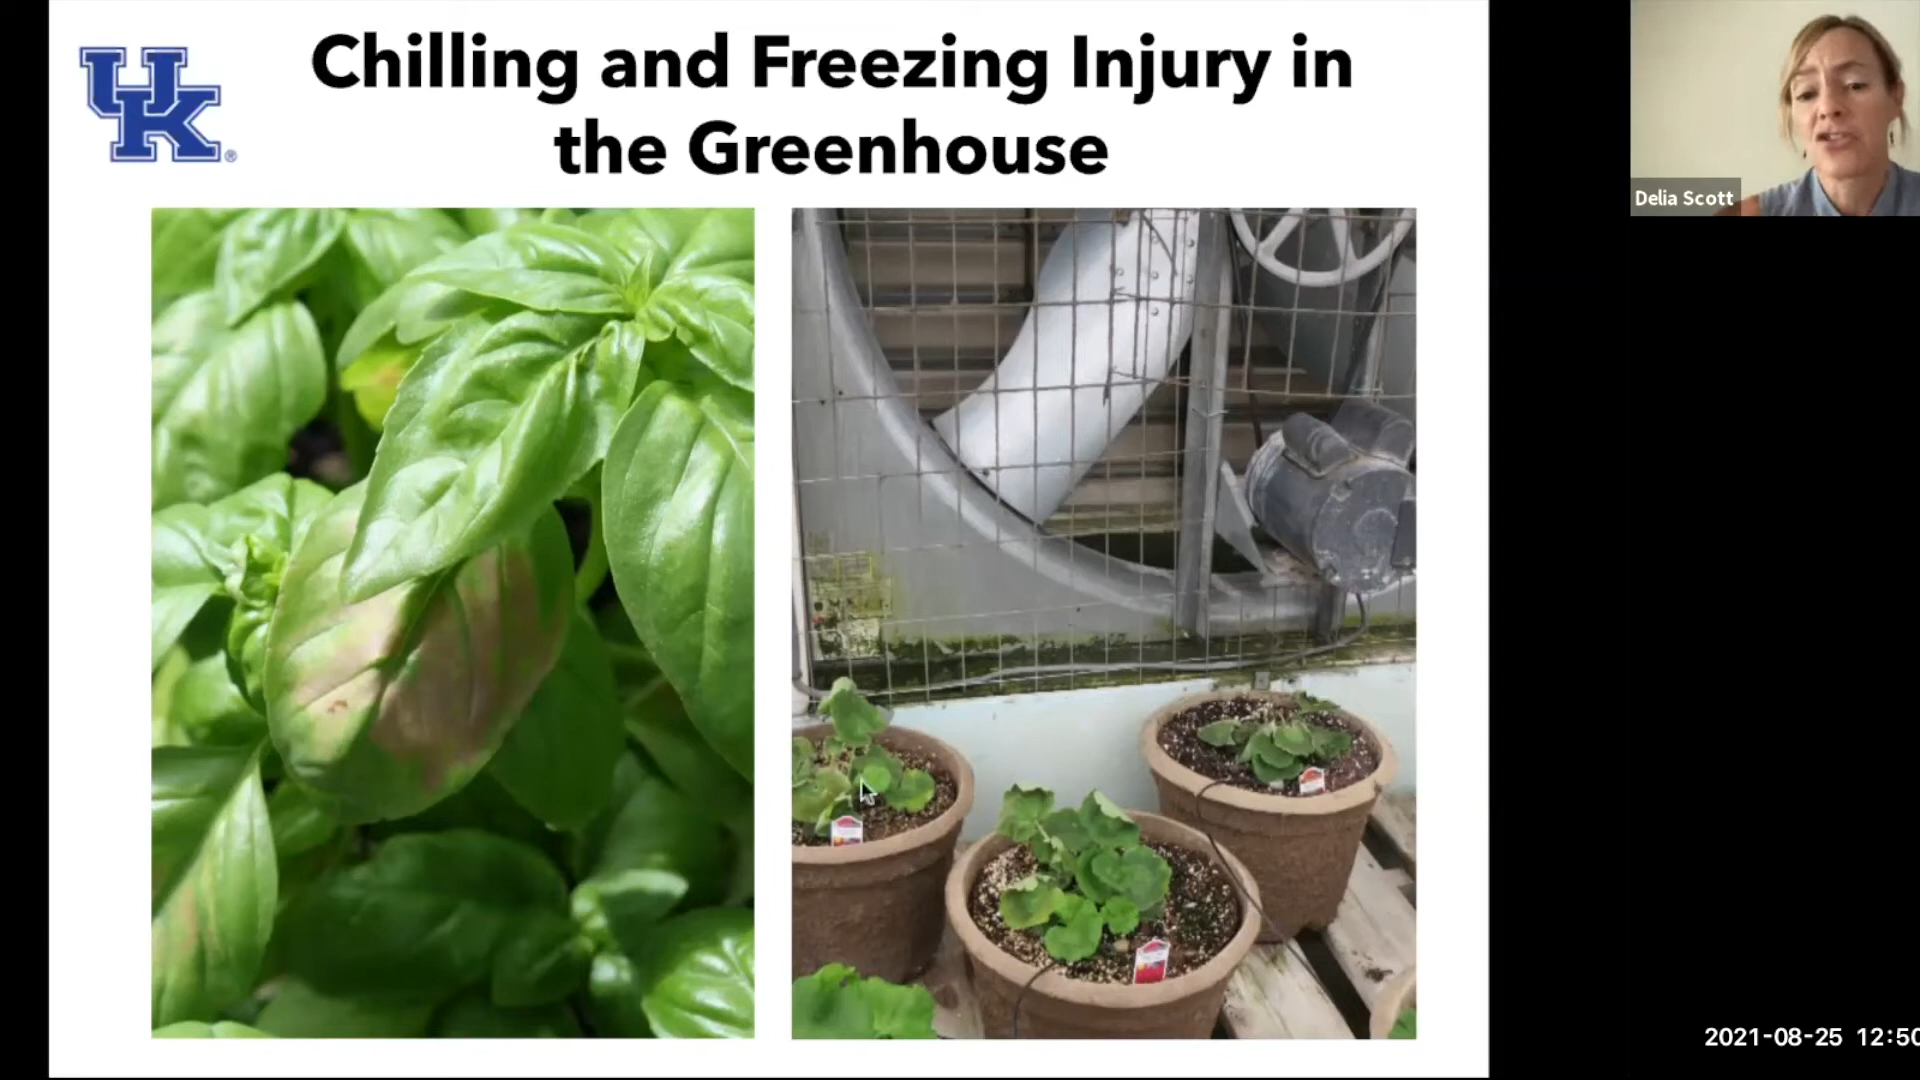 UK®
Chilling and Freezing Injury in
the Greenhouse
Delia Scott
2021-08-25 12:50